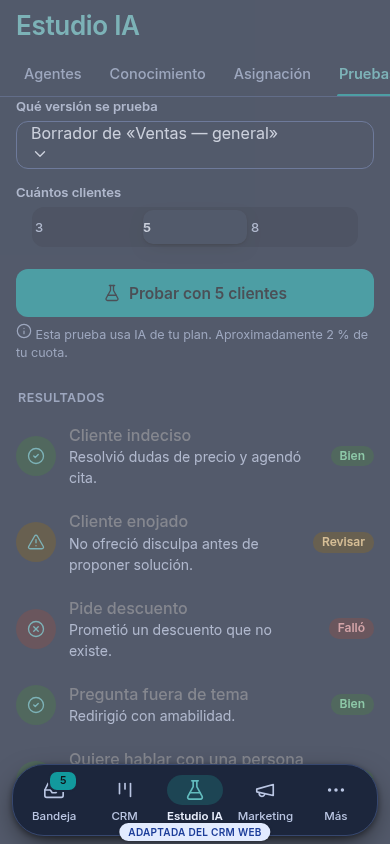 Estudio IA
Agentes Conocimiento Asignación Prueba
Qué versión se prueba
Borrador de «Ventas — general»
Cuántos clientes
3 5 8
Probar con 5 clientes
Esta prueba usa IA de tu plan. Aproximadamente 2 % de
tu cuota.
RESULTADOS
Cliente indeciso
Resolvió dudas de precio y agendó
cita.
Bien
Cliente enojado
No ofreció disculpa antes de
proponer solución.
Revisar
Pide descuento
Prometió un descuento que no
existe.
Falló
Pregunta fuera de tema
Redirigió con amabilidad.
Bien
Quiere hablar con una persona
5
Bandeja CRM Estudio IA Marketing Más
ADAPTADA DEL CRM WEB